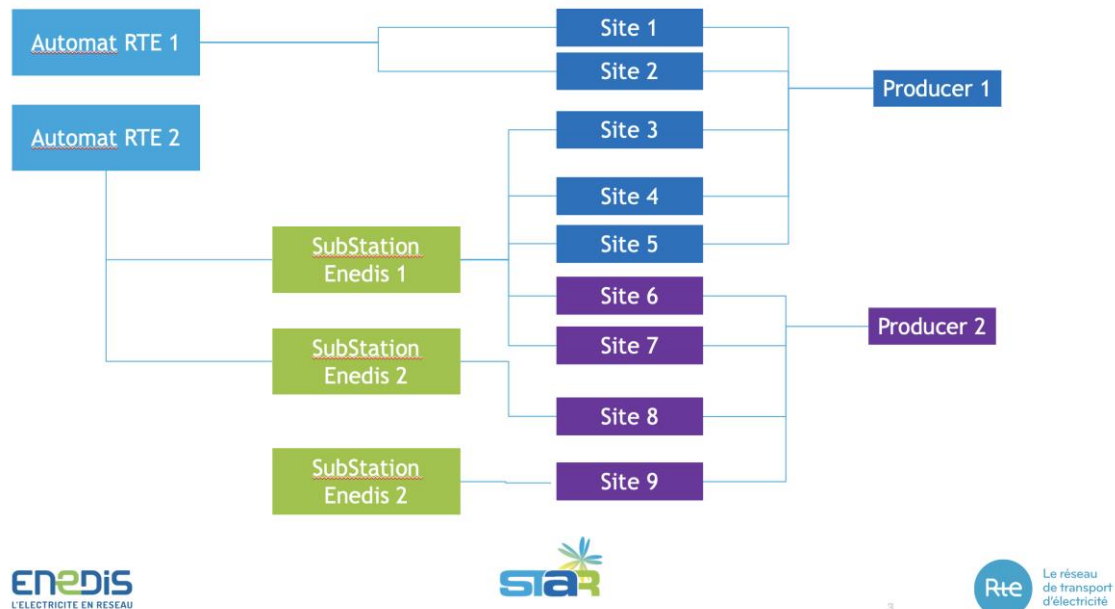 Automat RTE 1
Automat RTE 2
SubStation
Enedis 1
SubStation
Enedis 2
SubStation
Enedis 2
Site 1
Site 2
Site 3
Site 4
Site 5
Site 6
Site 7
Site 8
Site 9
Producer 1
Producer 2
ENEDIS
L'ELECTRICITE EN RESEAU
STAR
3
Rte
Le réseau
de transport
d'électricité